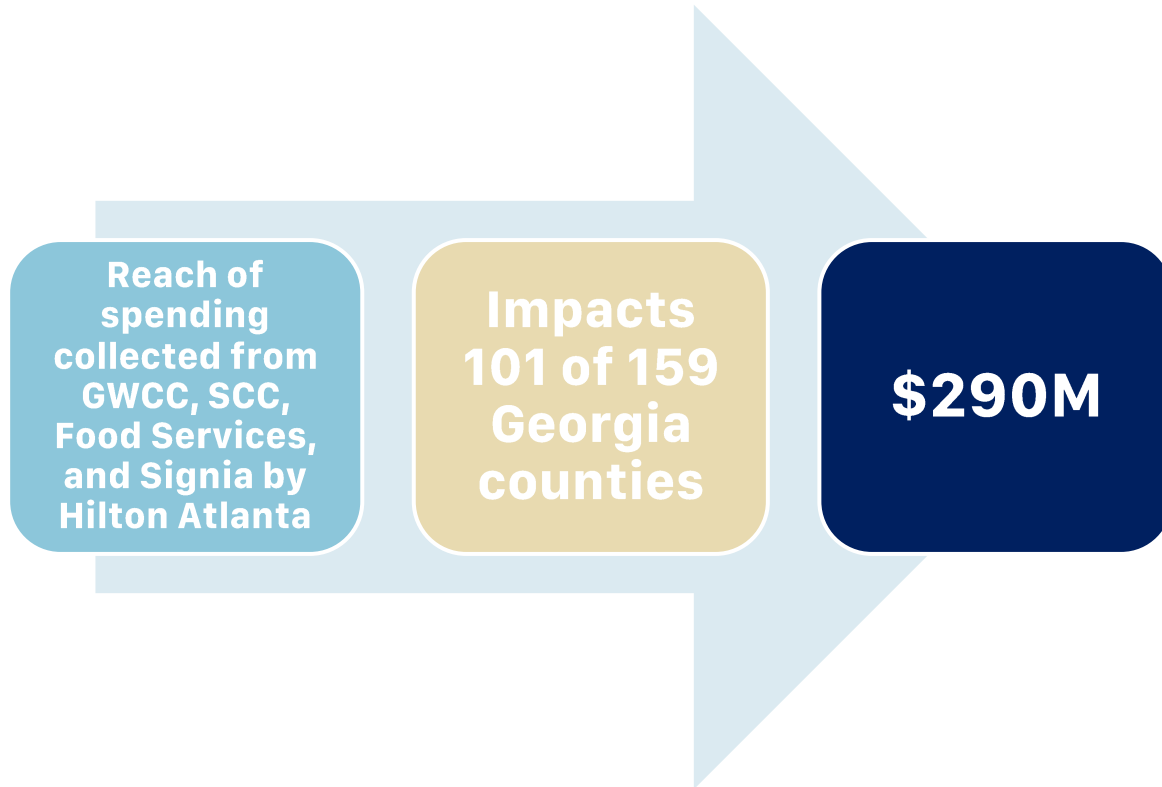 Reach of
spending
collected from
GWCC, SCC,
Food Services,
and Signia by
Hilton Atlanta
Impacts
101 of 159
Georgia
counties
$290M